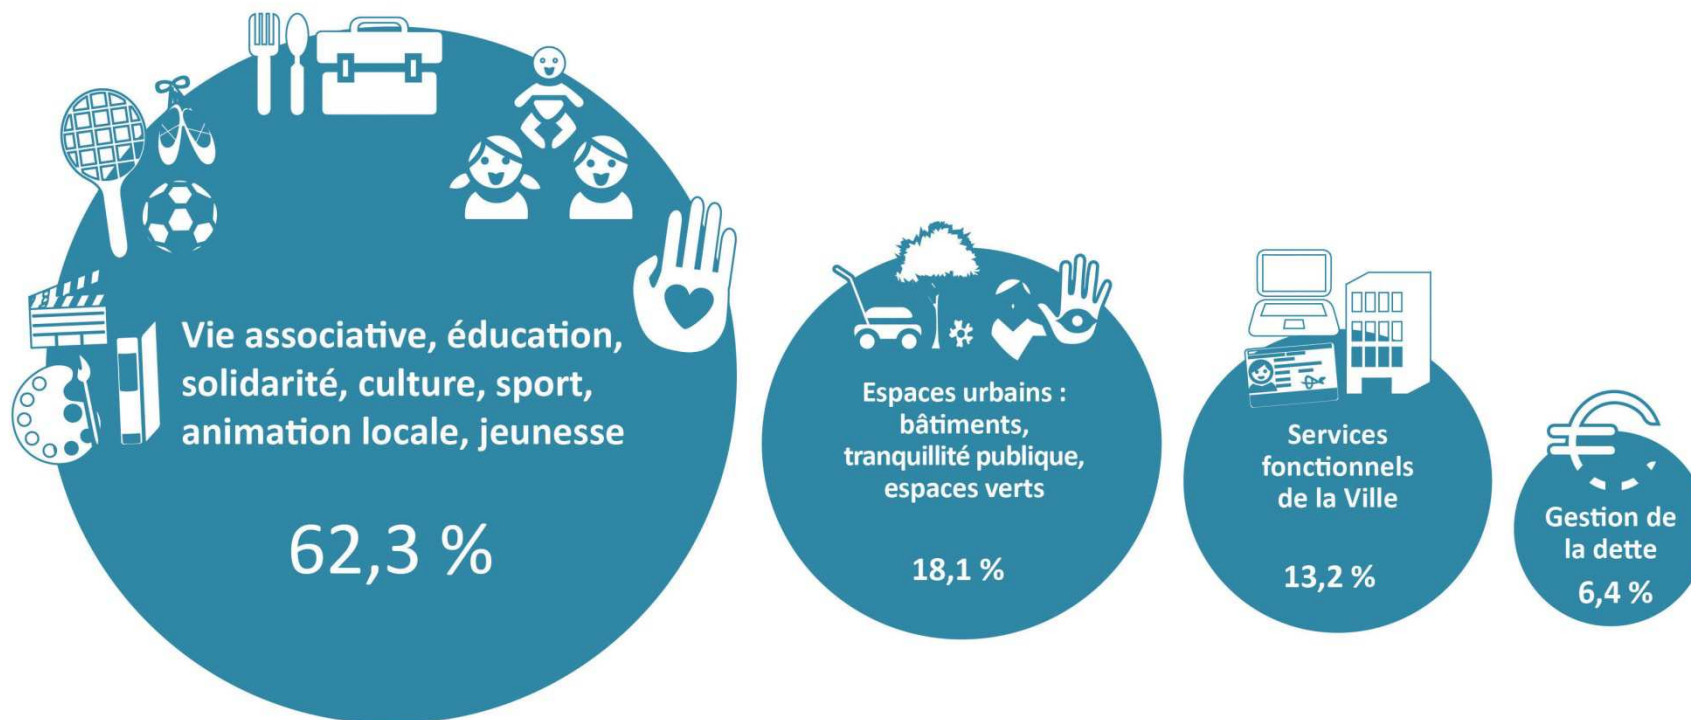 Vie associative, éducation,
solidarité, culture, sport,
animation locale, jeunesse
62,3 %
Espaces urbains :
bâtiments,
tranquillité publique,
espaces verts
18,1 %
Services
fonctionnels
de la Ville
13,2 %
Gestion de
la dette
6,4 %